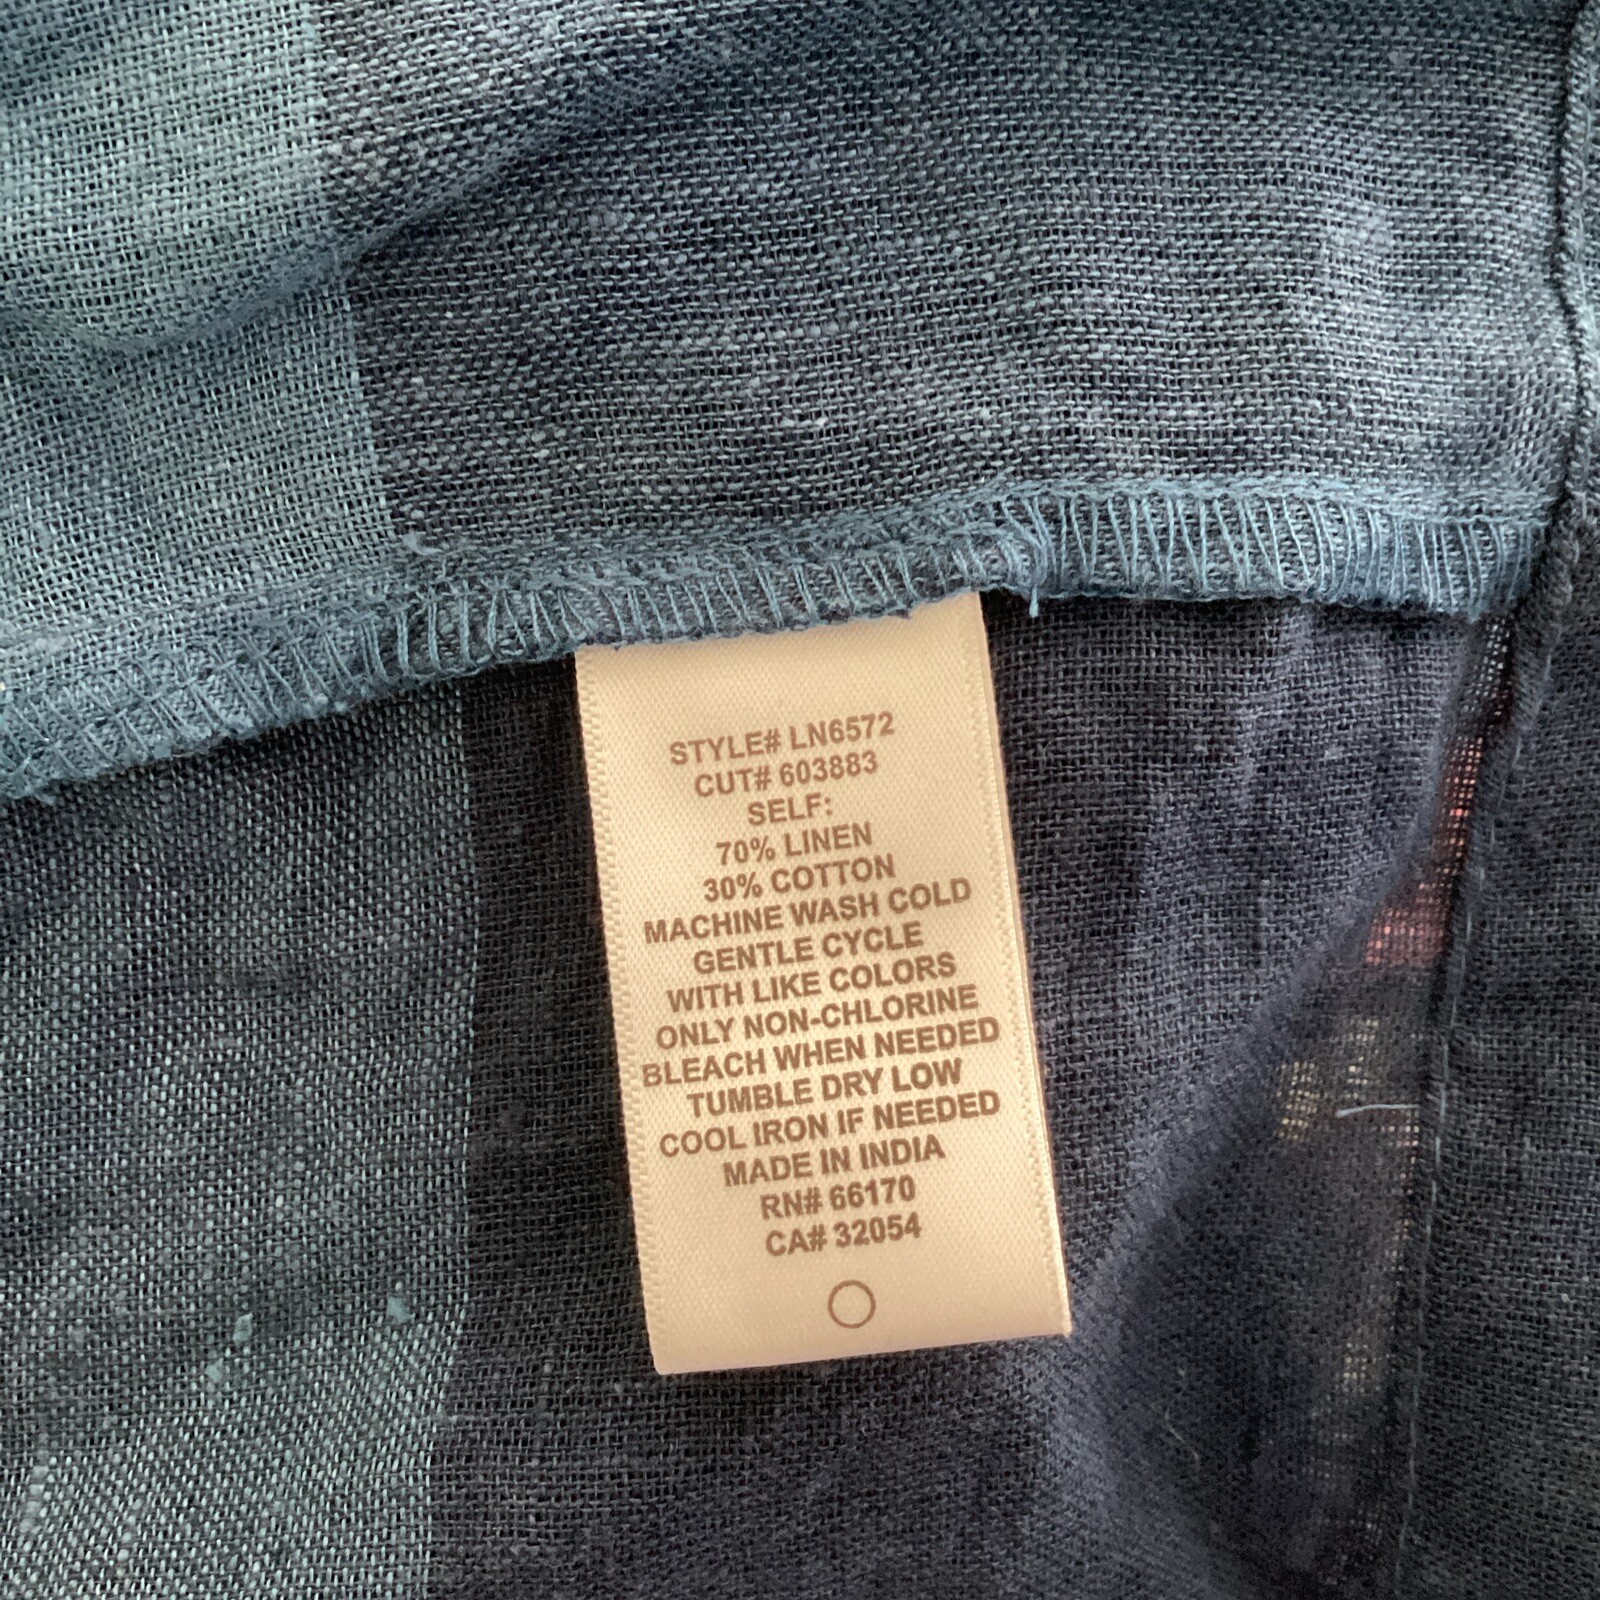 STYLE# LN6572
CUT# 603883
SELF:
70% LINEN
30% COTTON
MACHINE WASH COLD
GENTLE CYCLE
WITH LIKE COLORS
ONLY NON-CHLORINE
BLEACH WHEN NEEDED
TUMBLE DRY LOW
COOL IRON IF NEEDED
MADE IN INDIA
RN# 66170
CA# 32054